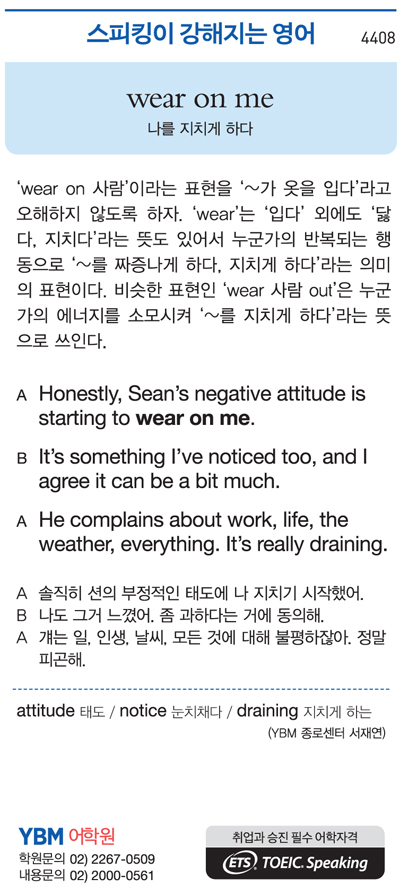 스피킹이 강해지는 영어 4408
wear on me
나를 지치게 하다
‘wear on 사람’이라는 표현을 ‘~가 옷을 입다’라고
오해하지 않도록 하자. ‘wear’는 ‘입다’ 외에도 ‘닳
다, 지치다’라는 뜻도 있어서 누군가의 반복되는 행
동으로 ‘~를 짜증나게 하다, 지치게 하다’라는 의미
의 표현이다. 비슷한 표현인 ‘wear 사람 out’은 누군
가의 에너지를 소모시켜 ‘~를 지치게 하다’라는 뜻
으로 쓰인다.
A Honestly, Sean’s negative attitude is
starting to wear on me.
B It’s something I’ve noticed too, and I
agree it can be a bit much.
A He complains about work, life, the
weather, everything. It’s really draining.
A 솔직히 션의 부정적인 태도에 나 지치기 시작했어.
B 나도 그거 느꼈어. 좀 과하다는 거에 동의해.
A 걔는 일, 인생, 날씨, 모든 것에 대해 불평하잖아. 정말
피곤해.
attitude 태도 / notice 눈치채다 / draining 지치게 하는
(YBM 종로센터 서재연)
YBM 어학원
학원문의 02) 2267-0509
내용문의 02) 2000-0561
취업과 승진 필수 어학자격
ETS TOEIC Speaking